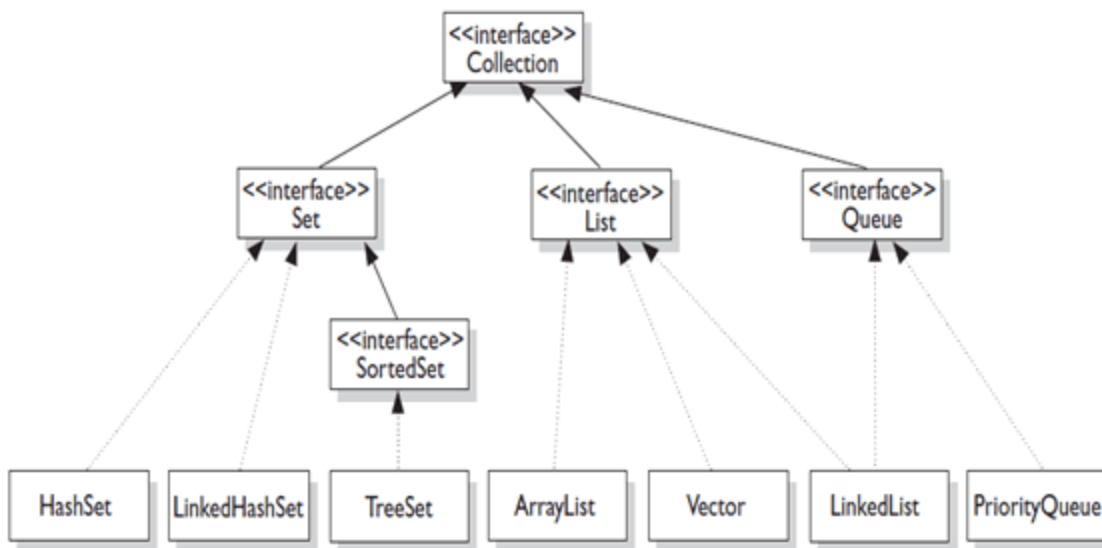 <<interface>>
Collection
<<interface>>
Set
<<interface>>
List
<<interface>>
Queue
<<interface>>
SortedSet
HashSet
LinkedHashSet
TreeSet
ArrayList
Vector
LinkedList
PriorityQueue